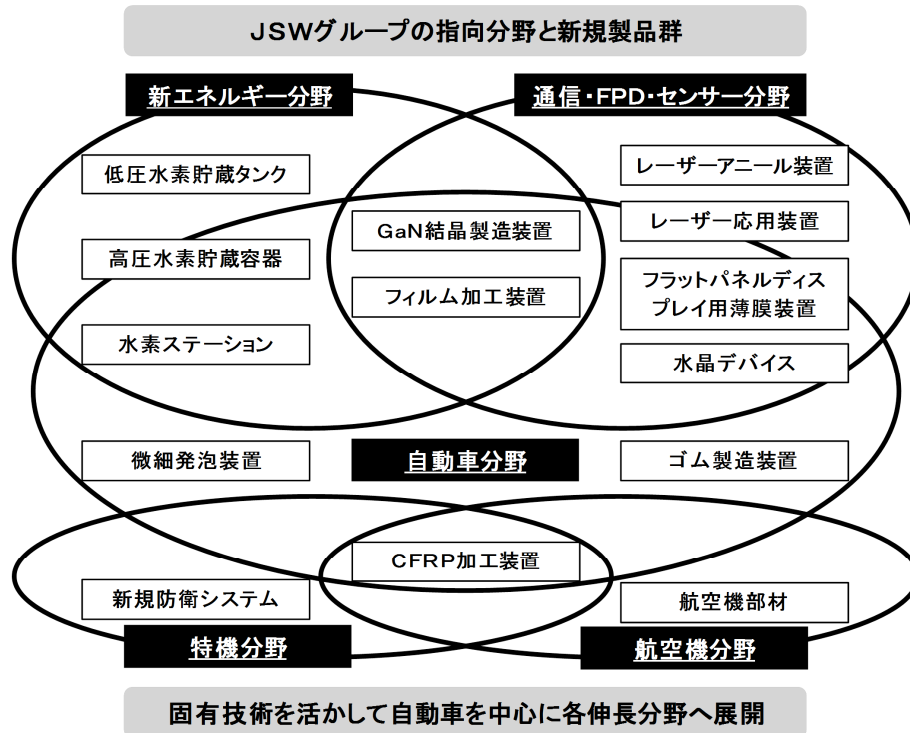 JSWグループの指向分野と新規製品群
新エネルギー分野
通信・FPD・センサー分野
低圧水素貯蔵タンク
レーザーアニール装置
GaN結晶製造装置
レーザー応用装置
高圧水素貯蔵容器
フィルム加工装置
フラットパネルディス
プレイ用薄膜装置
水素ステーション
水晶デバイス
微細発泡装置
自動車分野
ゴム製造装置
CFRP加工装置
新規防衛システム
航空機部材
特機分野
航空機分野
固有技術を活かして自動車を中心に各伸長分野へ展開